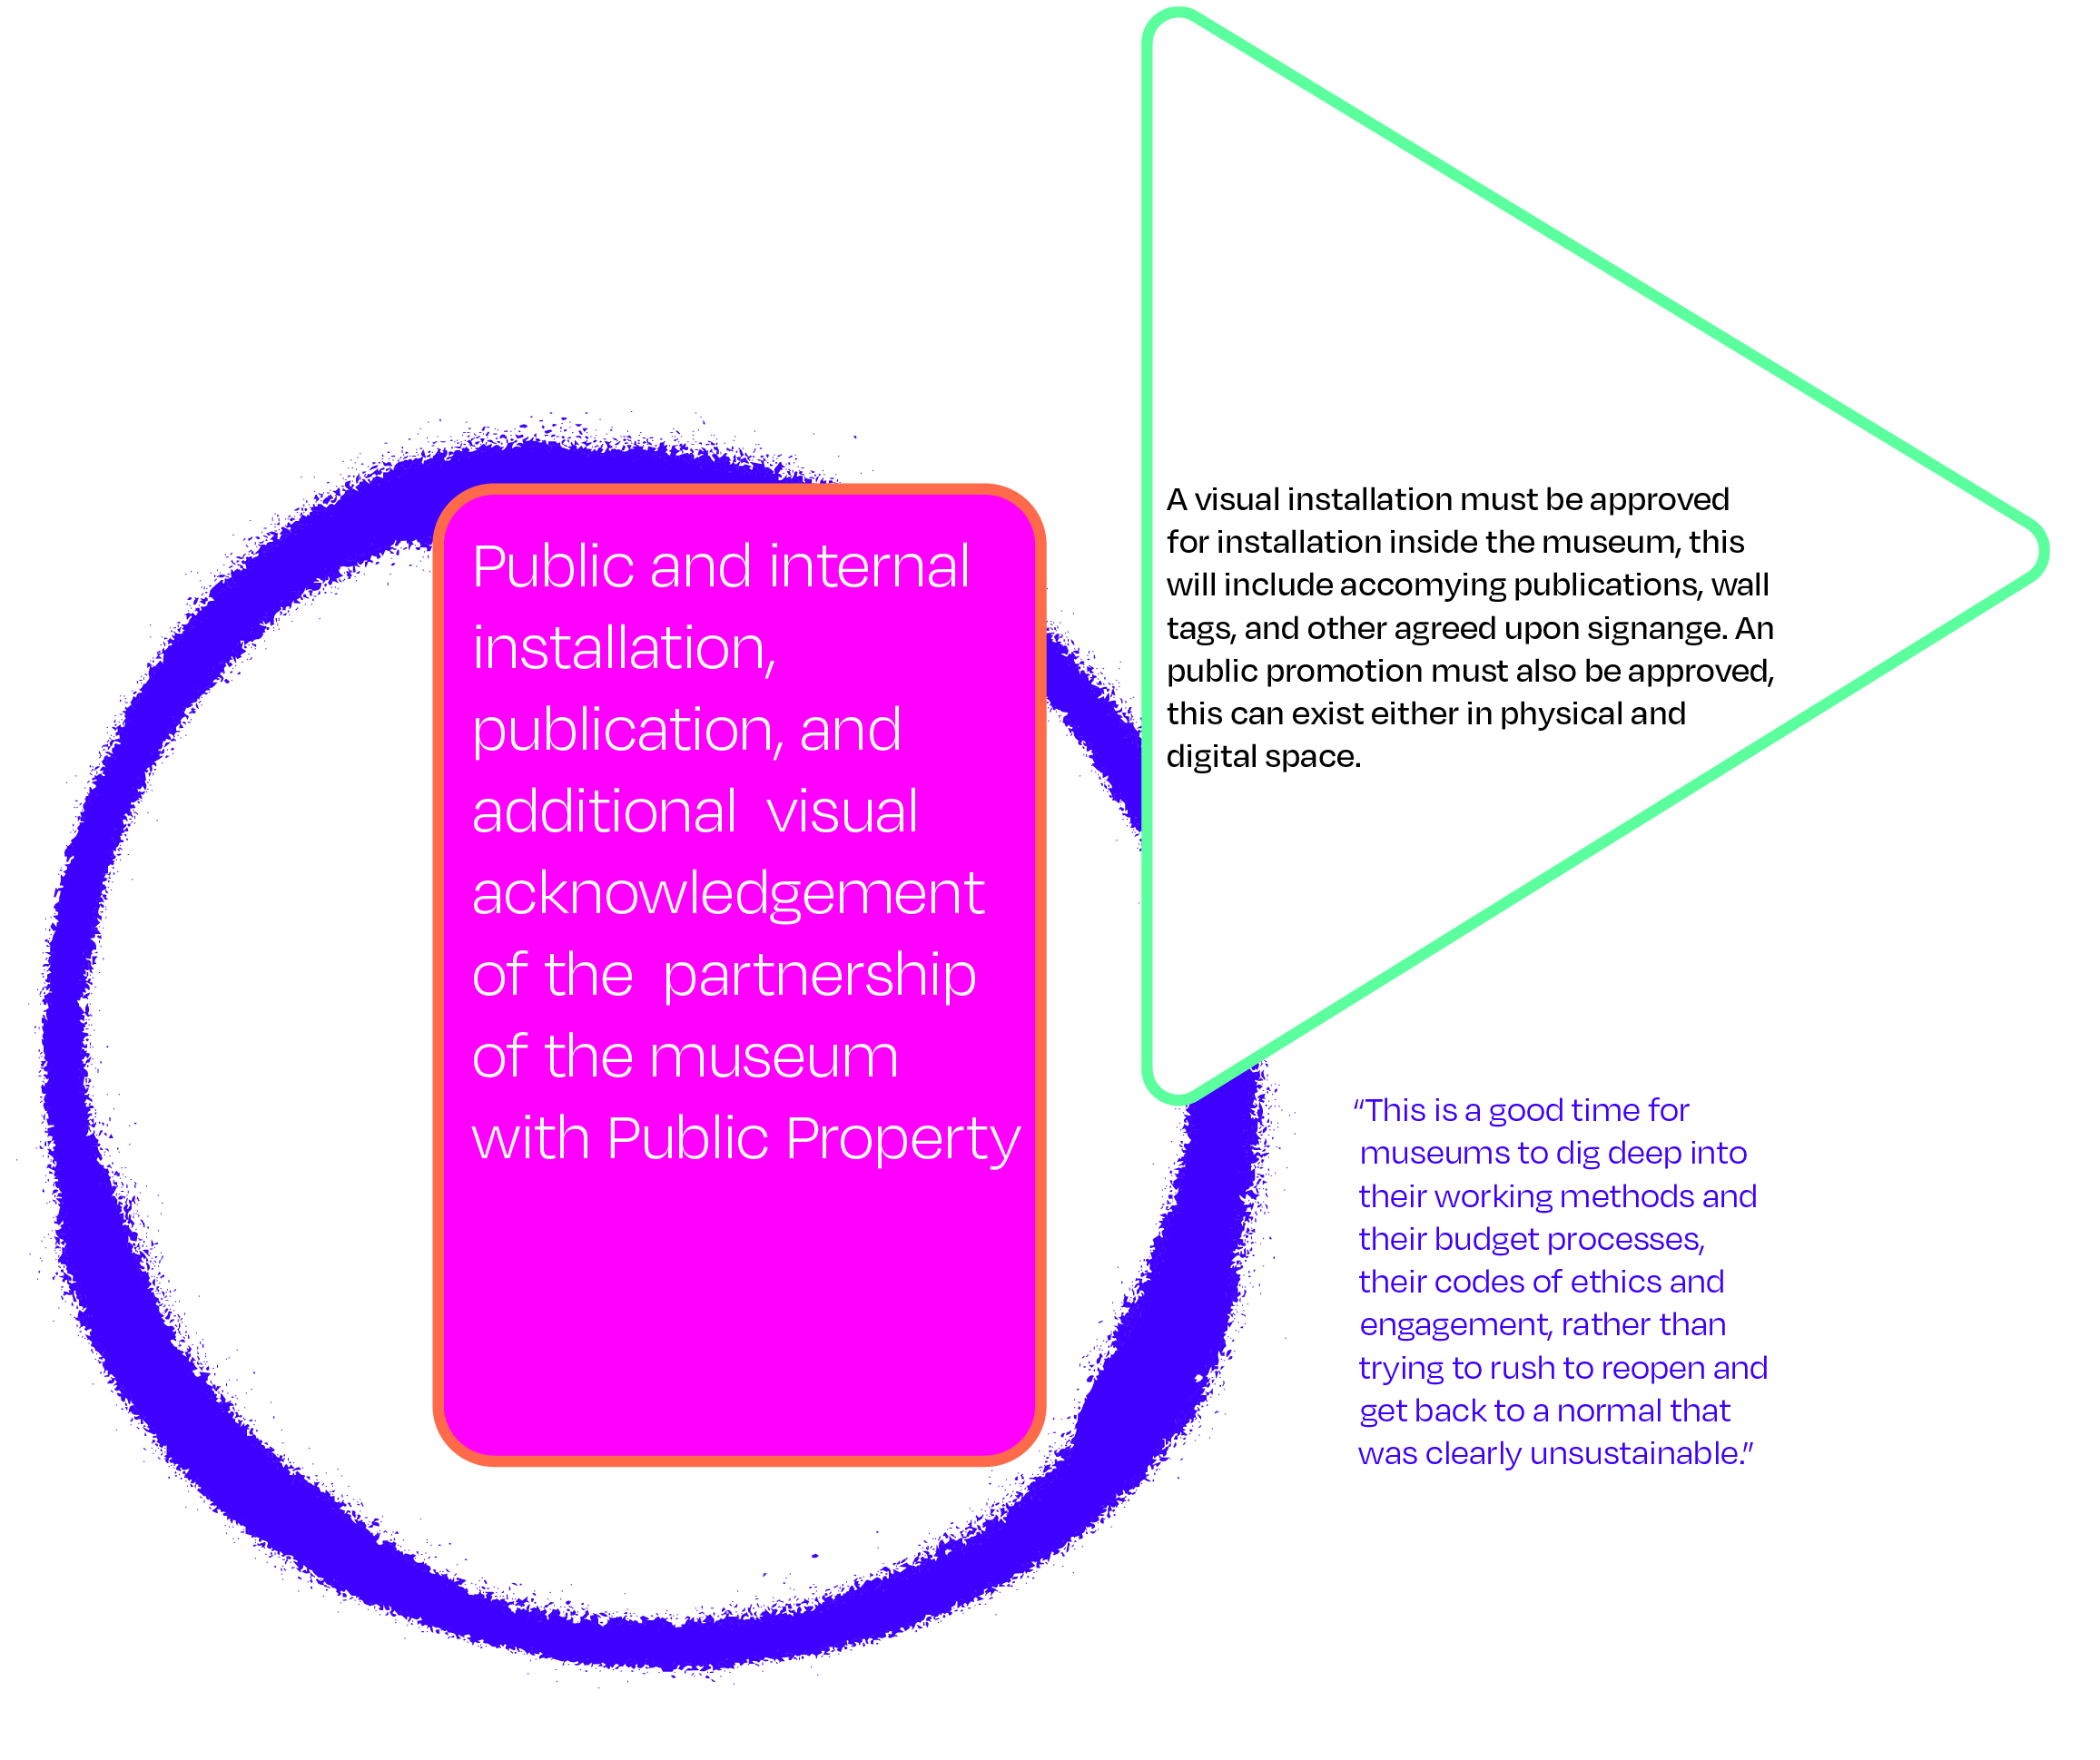 Public and internal
installation,
publication, and
additional  visual
acknowledgement
of the  partnership
of the museum
with Public Property
A visual installation must be approved
for installation inside the museum, this
will include accomying publications, wall
tags, and other agreed upon signange. An
public promotion must also be approved,
this can exist either in physical and
digital space.
“This is a good time for
museums to dig deep into
their working methods and
their budget processes,
their codes of ethics and
engagement, rather than
trying to rush to reopen and
get back to a normal that
was clearly unsustainable.”